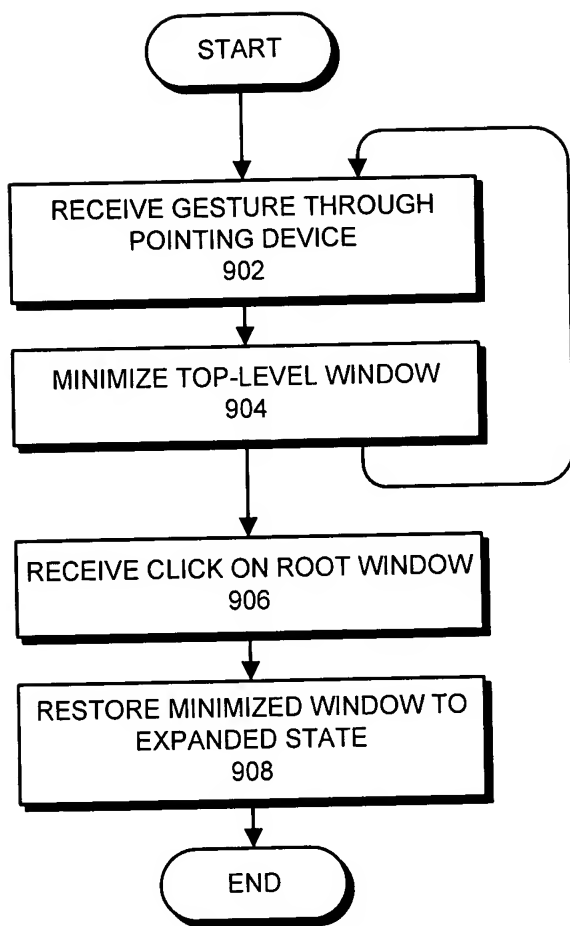 START
RECEIVE GESTURE THROUGH
POINTING DEVICE
902
MINIMIZE TOP-LEVEL WINDOW
904
RECEIVE CLICK ON ROOT WINDOW
906
RESTORE MINIMIZED WINDOW TO
EXPANDED STATE
908
END